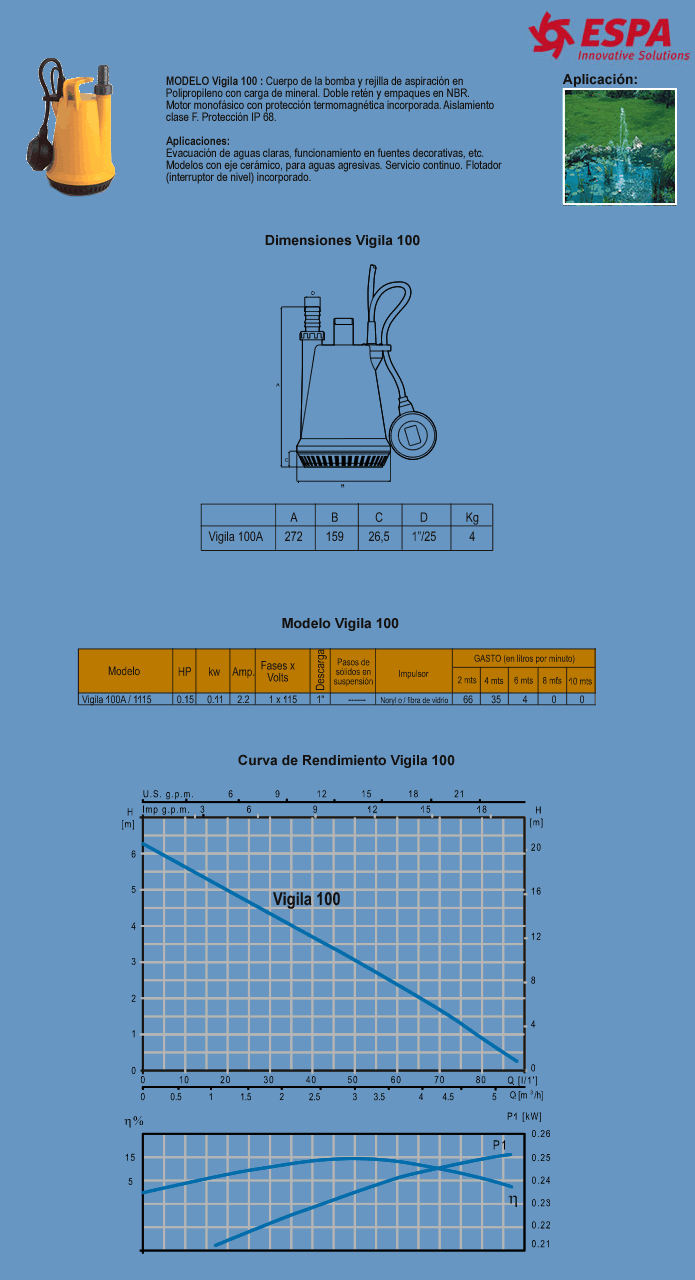 ESPA
Innovative Solutions
MODELO Vigila 100 : Cuerpo de la bomba y rejilla de aspiración en
Polipropileno con carga de mineral. Doble retén y empaques en NBR.
Motor monofásico con protección termomagnética incorporada. Aislamiento
clase F. Protección IP 68.
Aplicaciones:
Evacuación de aguas claras, funcionamiento en fuentes decorativas, etc.
Modelos con eje cerámico, para aguas agresivas. Servicio continuo. Flotador
(interruptor de nivel) incorporado.
Aplicación:
Dimensiones Vigila 100
D
A
C
B
A B C D Kg
Vigila 100A 272 159 26,5 1"/25 4
Modelo Vigila 100
Modelo HP kw Amp. Fases x Volts Descarga Pasos de sólidos en suspensión Impulsor GASTO (en litros por minuto)
2 mts 4 mts 6 mts 8 mts 10 mts
Vigila 100A / 1115 0.15 0.11 2.2 1 x 115 1" ------ Noryl o / fibra de vidrio 66 35 4 0 0
Curva de Rendimiento Vigila 100
U.S. g.p.m. 6 9 12 15 18 21
Imp g.p.m. 3 6 9 12 15 18
H
[m]
H
[m]
6
5
4
3
2
1
0
20
16
12
8
4
0
Vigila 100
0 10 20 30 40 50 60 70 80 Q [l/1']
0 0.5 1 1.5 2 2.5 3 3.5 4 4.5 5 Q [m³/h]
η%
P1 [kW]
15
5
0.26
0.25
0.24
0.23
0.22
0.21
P1
η